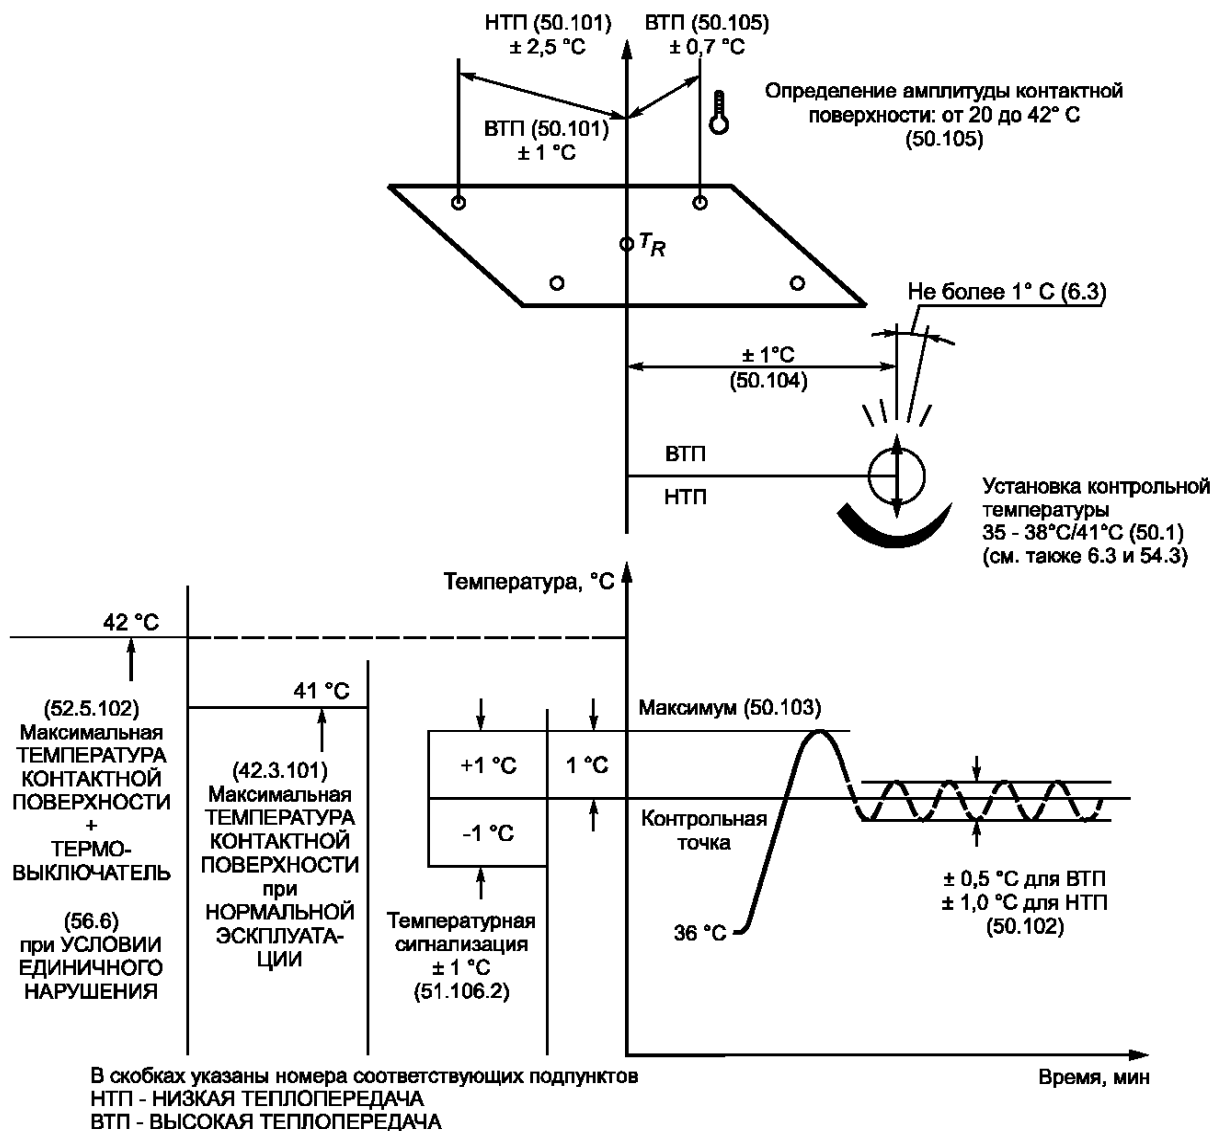 НТП (50.101)
± 2,5 °C
ВТП (50.105)
± 0,7 °C
Определение амплитуды контактной
поверхности: от 20 до 42° C
(50.105)
ВТП (50.101)
± 1 °C
TR
Не более 1° C (6.3)
± 1°C
(50.104)
ВТП
НТП
Установка контрольной
температуры
35 - 38°C/41°C (50.1)
(см. также 6.3 и 54.3)
Температура, °C
42 °C
(52.5.102)
Максимальная
ТЕМПЕРАТУРА
КОНТАКТНОЙ
ПОВЕРХНОСТИ
+
ТЕРМО-
ВЫКЛЮЧАТЕЛЬ
(56.6)
при УСЛОВИИ
ЕДИНИЧНОГО
НАРУШЕНИЯ
41 °C
(42.3.101)
Максимальная
ТЕМПЕРАТУРА
КОНТАКТНОЙ
ПОВЕРХНОСТИ
при
НОРМАЛЬНОЙ
ЭСКПЛУАТА-
ЦИИ
+1 °C
-1 °C
1 °C
Температурная
сигнализация
± 1 °C
(51.106.2)
Максимум (50.103)
Контрольная
точка
36 °C
± 0,5 °C для ВТП
± 1,0 °C для НТП
(50.102)
Время, мин
В скобках указаны номера соответствующих подпунктов
НТП - НИЗКАЯ ТЕПЛОПЕРЕДАЧА
ВТП - ВЫСОКАЯ ТЕПЛОПЕРЕДАЧА